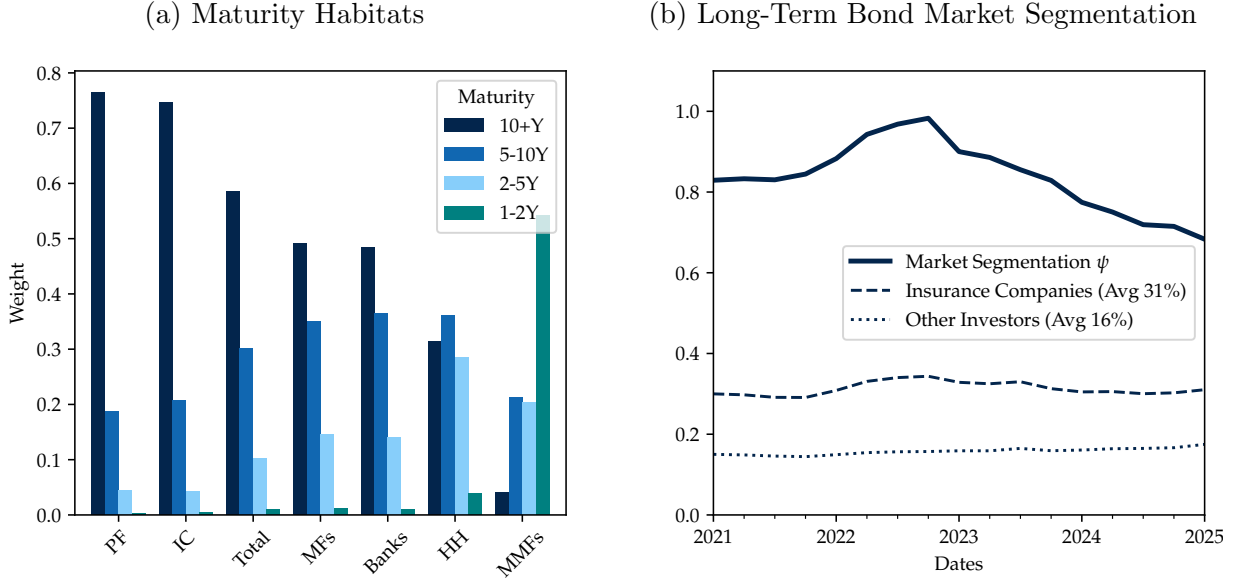 (a) Maturity Habitats
(b) Long-Term Bond Market Segmentation
Weight
0.8
0.7
0.6
0.5
0.4
0.3
0.2
0.1
0.0
Maturity
10+Y
5-10Y
2-5Y
1-2Y
PF
IC
Total
MFs
Banks
HH
MMFs
1.0
0.8
0.6
0.4
0.2
0.0
Market Segmentation ψ
Insurance Companies (Avg 31%)
Other Investors (Avg 16%)
2021
2022
2023
2024
2025
Dates